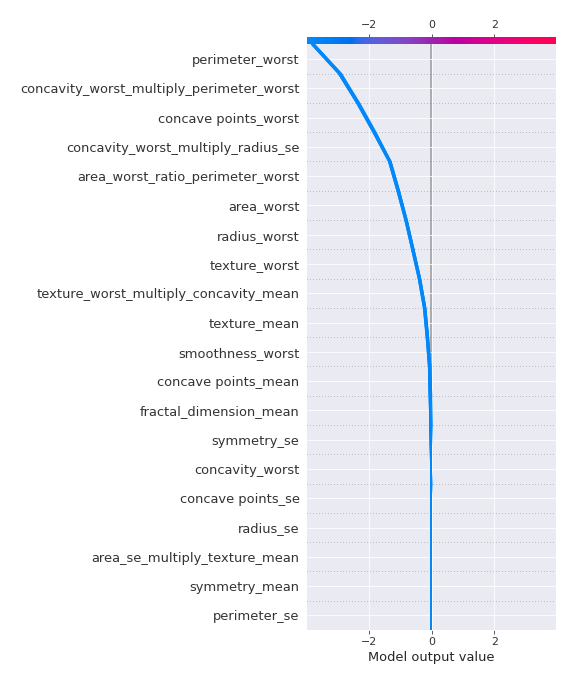 −2 0 2
perimeter_worst
concavity_worst_multiply_perimeter_worst
concave points_worst
concavity_worst_multiply_radius_se
area_worst_ratio_perimeter_worst
area_worst
radius_worst
texture_worst
texture_worst_multiply_concavity_mean
texture_mean
smoothness_worst
concave points_mean
fractal_dimension_mean
symmetry_se
concavity_worst
concave points_se
radius_se
area_se_multiply_texture_mean
symmetry_mean
perimeter_se
−2 0 2
Model output value